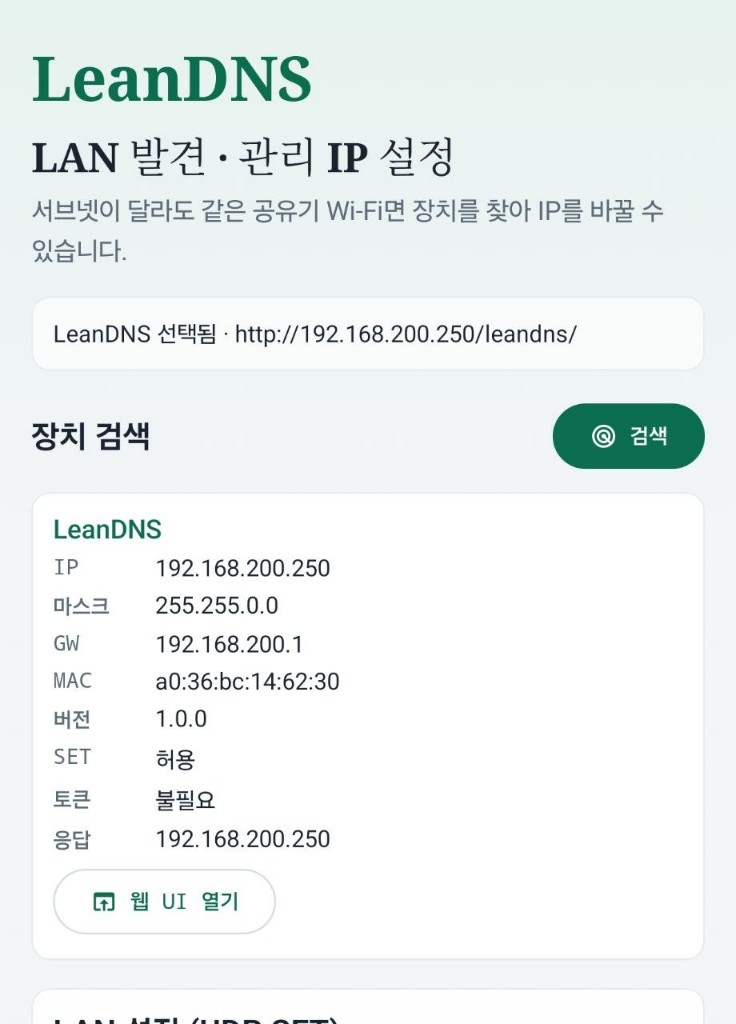 LeanDNS
LAN 발견 · 관리 IP 설정
서브넷이 달라도 같은 공유기 Wi-Fi면 장치를 찾아 IP를 바꿀 수
있습니다.
LeanDNS 선택됨 · http://192.168.200.250/leandns/
장치 검색
검색
LeanDNS
IP 192.168.200.250
마스크 255.255.0.0
GW 192.168.200.1
MAC a0:36:bc:14:62:30
버전 1.0.0
SET 허용
토큰 불필요
응답 192.168.200.250
웹 UI 열기
LAN 설정 (UDP SET)